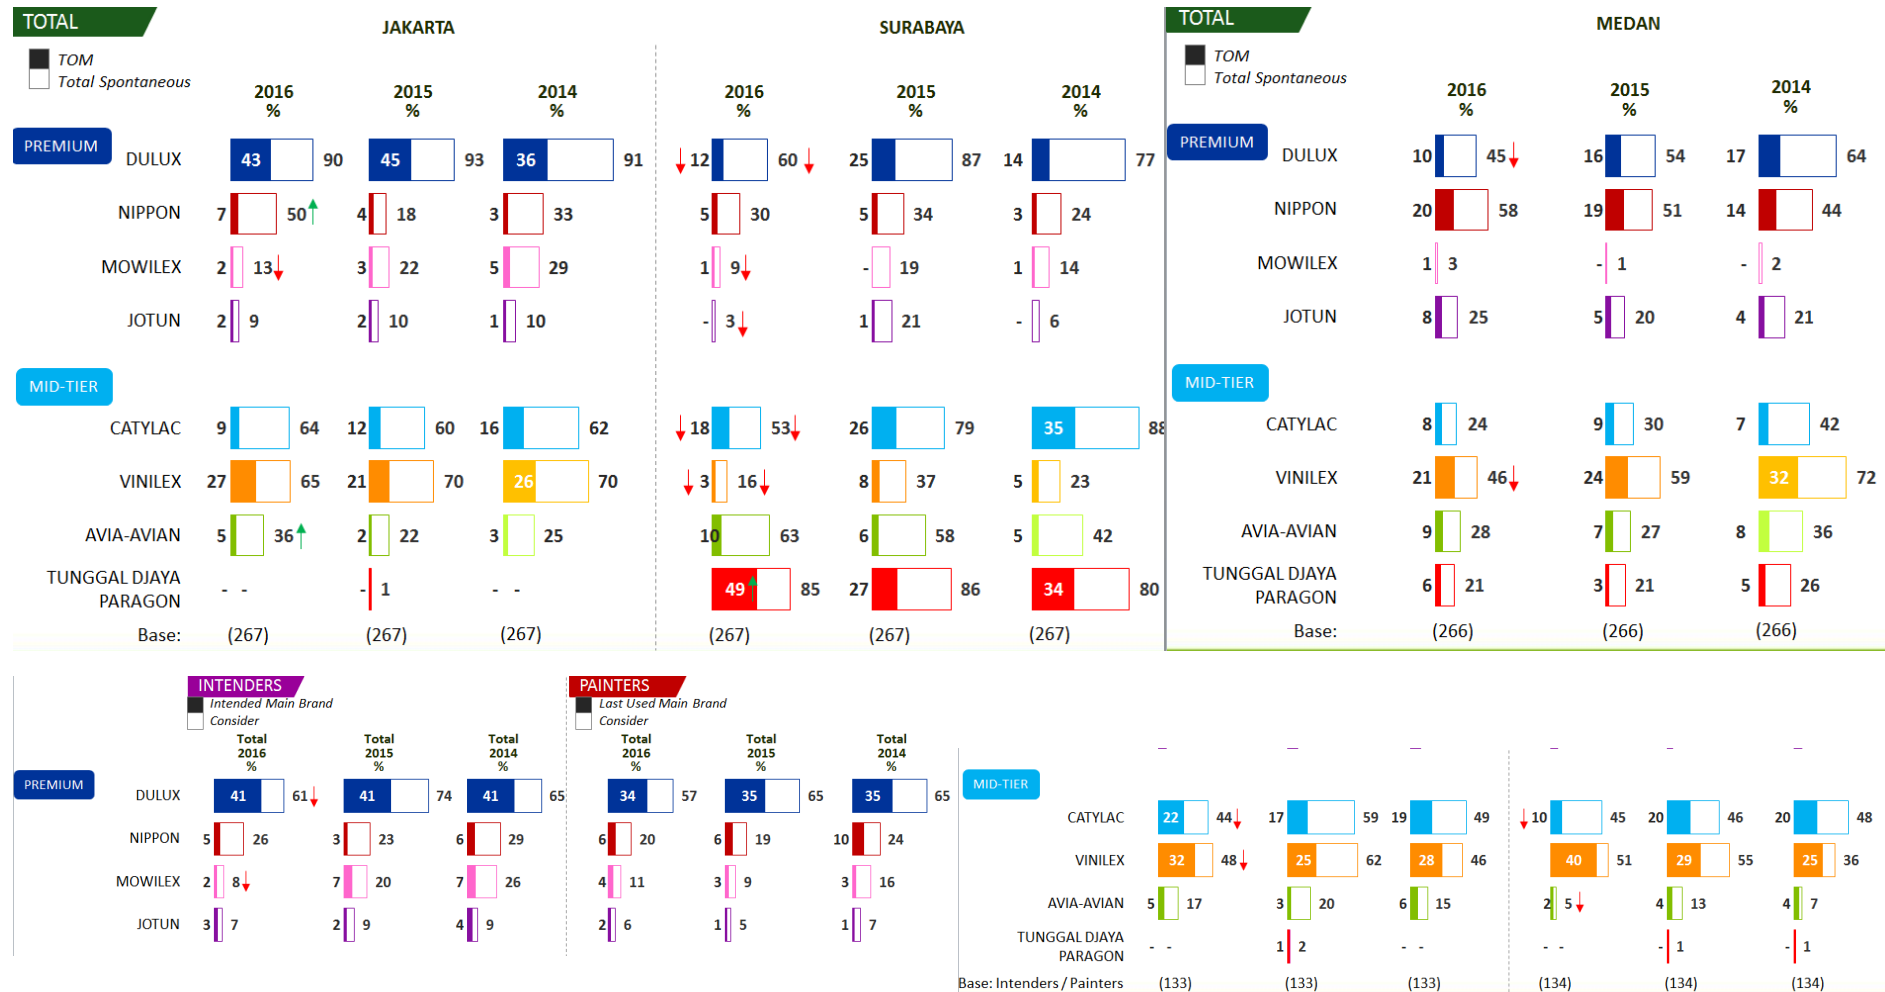 TOTAL
TOM
Total Spontaneous
JAKARTA
SURABAYA
2016 2015 2014 2016 2015 2014
% % % % % %
PREMIUM
DULUX 43 90 45 93 36 91 12 60 25 87 14 77
NIPPON 7 50 4 18 3 33 5 30 5 34 3 24
MOWILEX 2 13 3 22 5 29 1 9 - 19 1 14
JOTUN 2 9 2 10 1 10 - 3 1 21 - 6
MID-TIER
CATYLAC 9 64 12 60 16 62 18 53 26 79 35 88
VINILEX 27 65 21 70 26 70 3 16 8 37 5 23
AVIA-AVIAN 5 36 2 22 3 25 10 63 6 58 5 42
TUNGGAL DJAYA
PARAGON - - - 1 - - 49 85 27 86 34 80
Base: (267) (267) (267) (267) (267) (267)
TOTAL
TOM
Total Spontaneous
MEDAN
2016 2015 2014
% % %
PREMIUM
DULUX 10 45 16 54 17 64
NIPPON 20 58 19 51 14 44
MOWILEX 1 3 - 1 - 2
JOTUN 8 25 5 20 4 21
MID-TIER
CATYLAC 8 24 9 30 7 42
VINILEX 21 46 24 59 32 72
AVIA-AVIAN 9 28 7 27 8 36
TUNGGAL DJAYA
PARAGON 6 21 3 21 5 26
Base: (266) (266) (266)
INTENDERS
Intended Main Brand
Consider
PAINTERS
Last Used Main Brand
Consider
Total Total Total Total Total Total
2016 2015 2014 2016 2015 2014
% % % % % %
PREMIUM
DULUX 41 61 41 74 41 65 34 57 35 65 35 65
NIPPON 5 26 3 23 6 29 6 20 6 19 10 24
MOWILEX 2 8 7 20 7 26 4 11 3 9 3 16
JOTUN 3 7 2 9 4 9 2 6 1 5 1 7
MID-TIER
CATYLAC 22 44 17 59 19 49 10 45 20 46 20 48
VINILEX 32 48 25 62 28 46 40 51 29 55 25 36
AVIA-AVIAN 5 17 3 20 6 15 2 5 4 13 4 7
TUNGGAL DJAYA
PARAGON - - 1 2 - - - - - 1 - 1
Base: Intenders / Painters (133) (133) (133) (134) (134) (134)